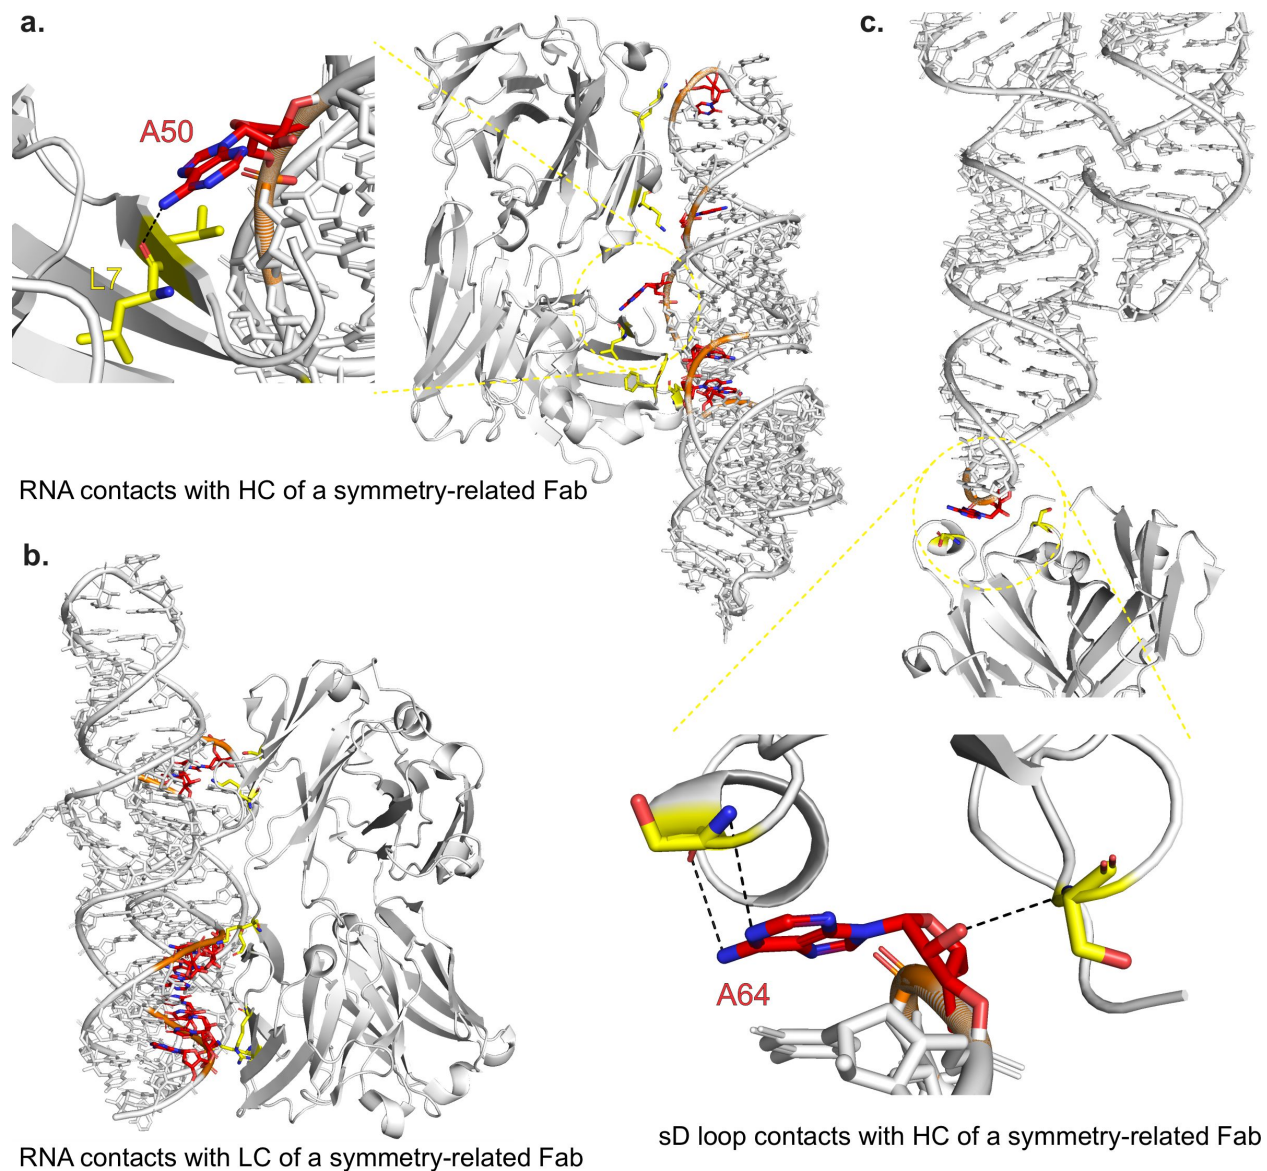 a.
c.
A50
L7
RNA contacts with HC of a symmetry-related Fab
b.
A64
sD loop contacts with HC of a symmetry-related Fab
RNA contacts with LC of a symmetry-related Fab